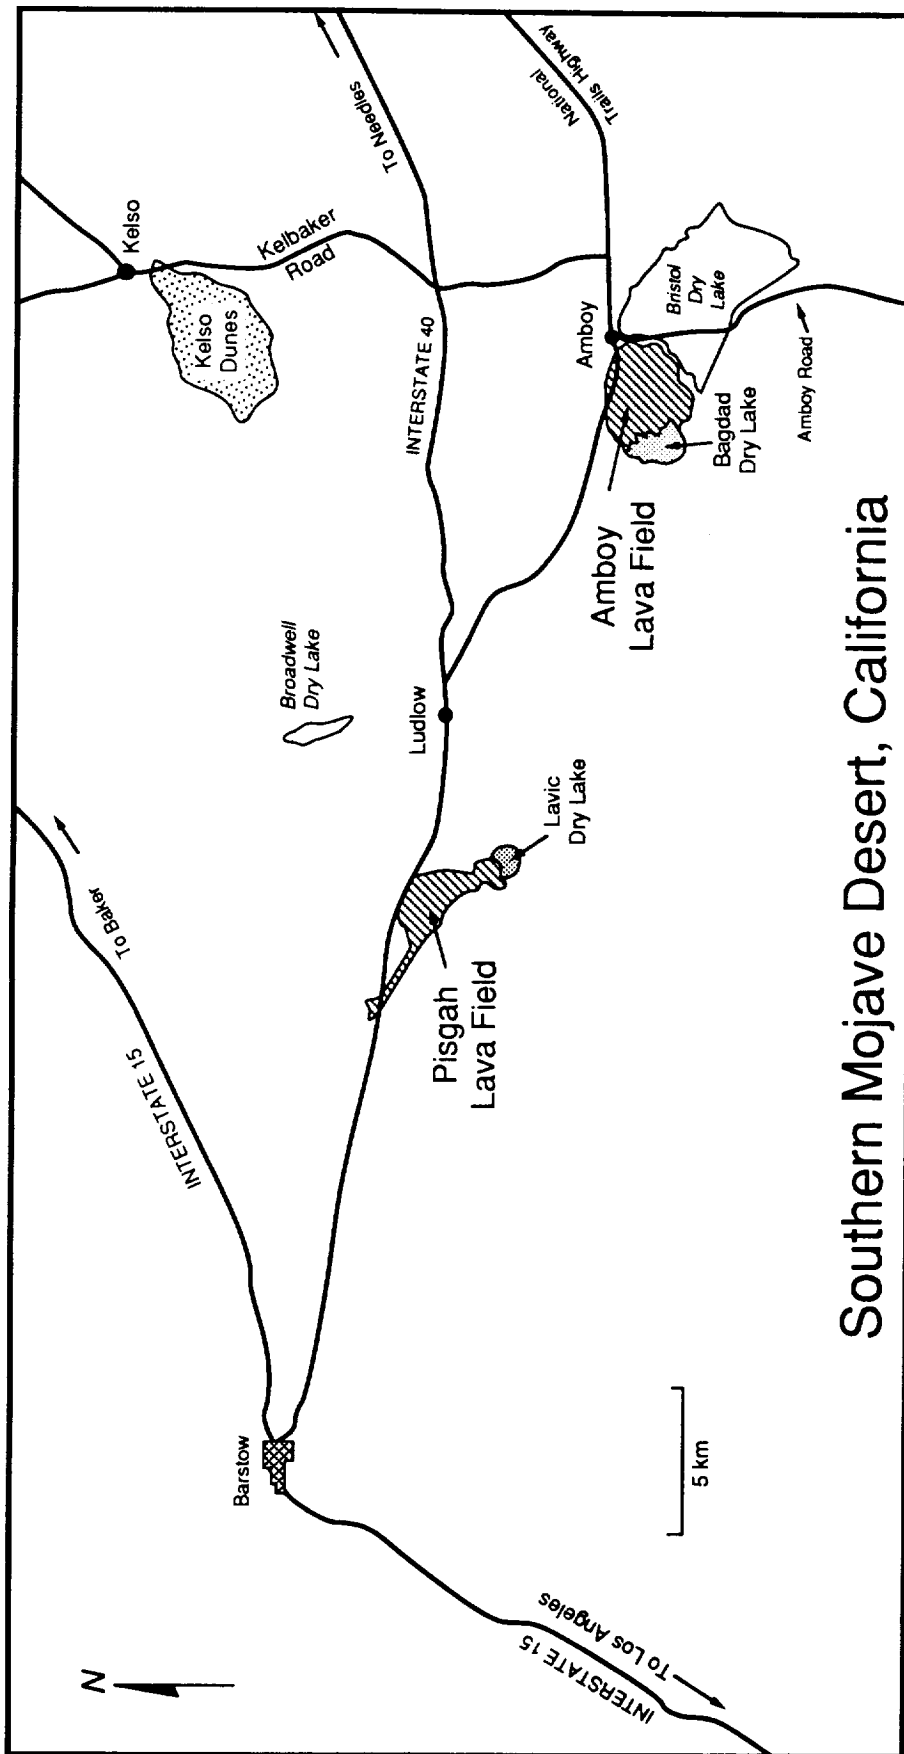 N
INTERSTATE 15
To Los Angeles
Barstow
INTERSTATE 15
To Baker
Pisgah
Lava Field
Lavic
Dry Lake
Broadwell
Dry Lake
Ludlow
Kelso
Dunes
Kelso
Kelbaker
Road
INTERSTATE 40
To Needles
National
Trails Highway
Amboy
Amboy
Lava Field
Bagdad
Dry Lake
Bristol
Dry
Lake
Amboy Road
5 km
Southern Mojave Desert, California